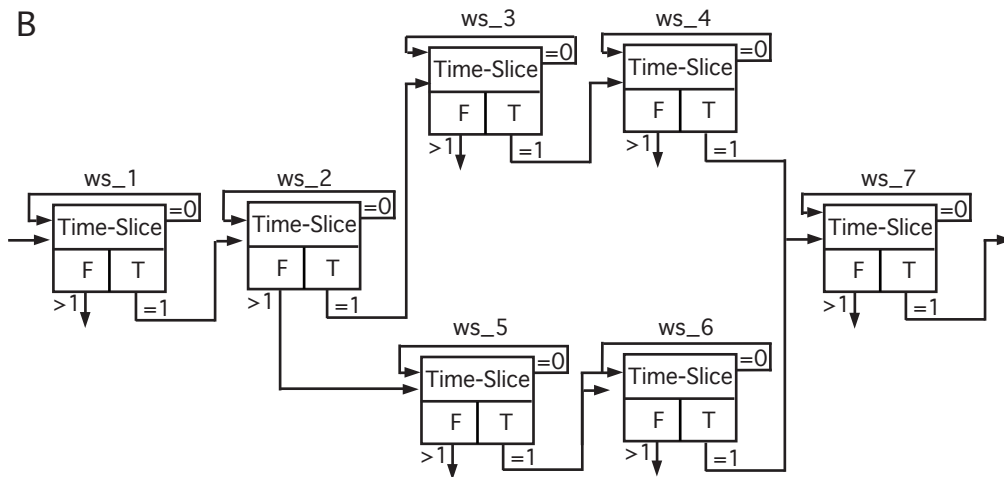 B
ws_3
=0
Time-Slice
F T
>1
=1
ws_4
=0
Time-Slice
F T
>1
=1
ws_1
=0
Time-Slice
F T
>1
=1
ws_2
=0
Time-Slice
F T
>1
=1
ws_7
=0
Time-Slice
F T
>1
=1
ws_5
=0
Time-Slice
F T
>1
=1
ws_6
=0
Time-Slice
F T
>1
=1